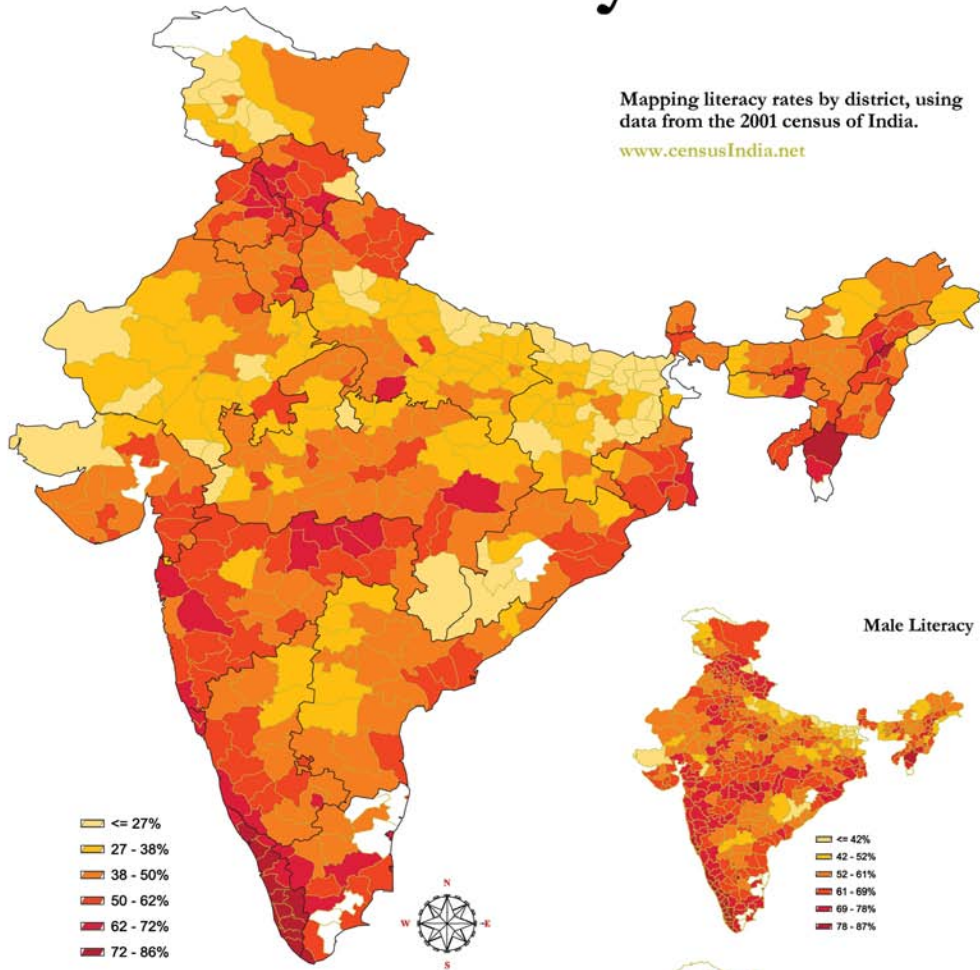 Mapping literacy rates by district, using
data from the 2001 census of India.
www.censusIndia.net
Male Literacy
<= 27%
27 - 38%
38 - 50%
50 - 62%
62 - 72%
72 - 86%
N
W
E
S
<= 42%
42 - 52%
52 - 61%
61 - 69%
69 - 78%
78 - 87%